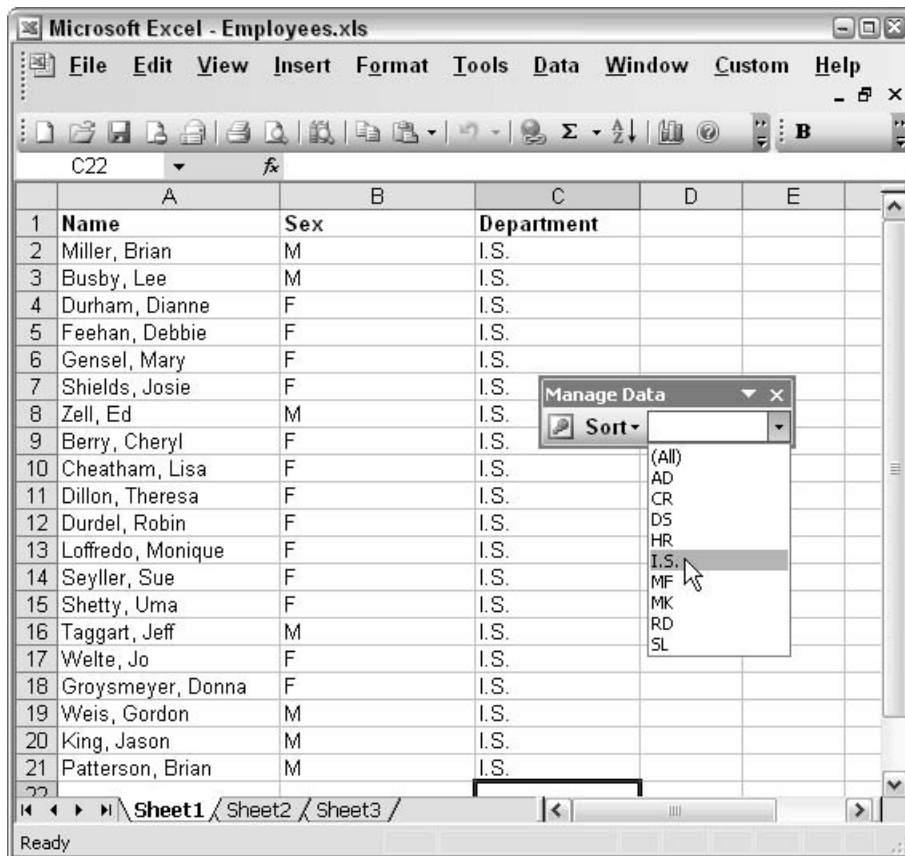 Microsoft Excel - Employees.xls
File Edit View Insert Format Tools Data Window Custom Help
Σ B
C22 fx
A B C D E
1 Name Sex Department
2 Miller, Brian M I.S.
3 Busby, Lee M I.S.
4 Durham, Dianne F I.S.
5 Feehan, Debbie F I.S.
6 Gensel, Mary F I.S.
7 Shields, Josie F I.S.
8 Zell, Ed M I.S.
9 Berry, Cheryl F I.S.
10 Cheatham, Lisa F I.S.
11 Dillon, Theresa F I.S.
12 Durdel, Robin F I.S.
13 Loffredo, Monique F I.S.
14 Seyller, Sue F I.S.
15 Shetty, Uma F I.S.
16 Taggart, Jeff M I.S.
17 Welte, Jo F I.S.
18 Groysmeyer, Donna F I.S.
19 Weis, Gordon M I.S.
20 King, Jason M I.S.
21 Patterson, Brian M I.S.
22
Manage Data
Sort
(All)
AD
CR
DS
HR
I.S.
MF
MK
RD
SL
Sheet1 Sheet2 Sheet3
Ready